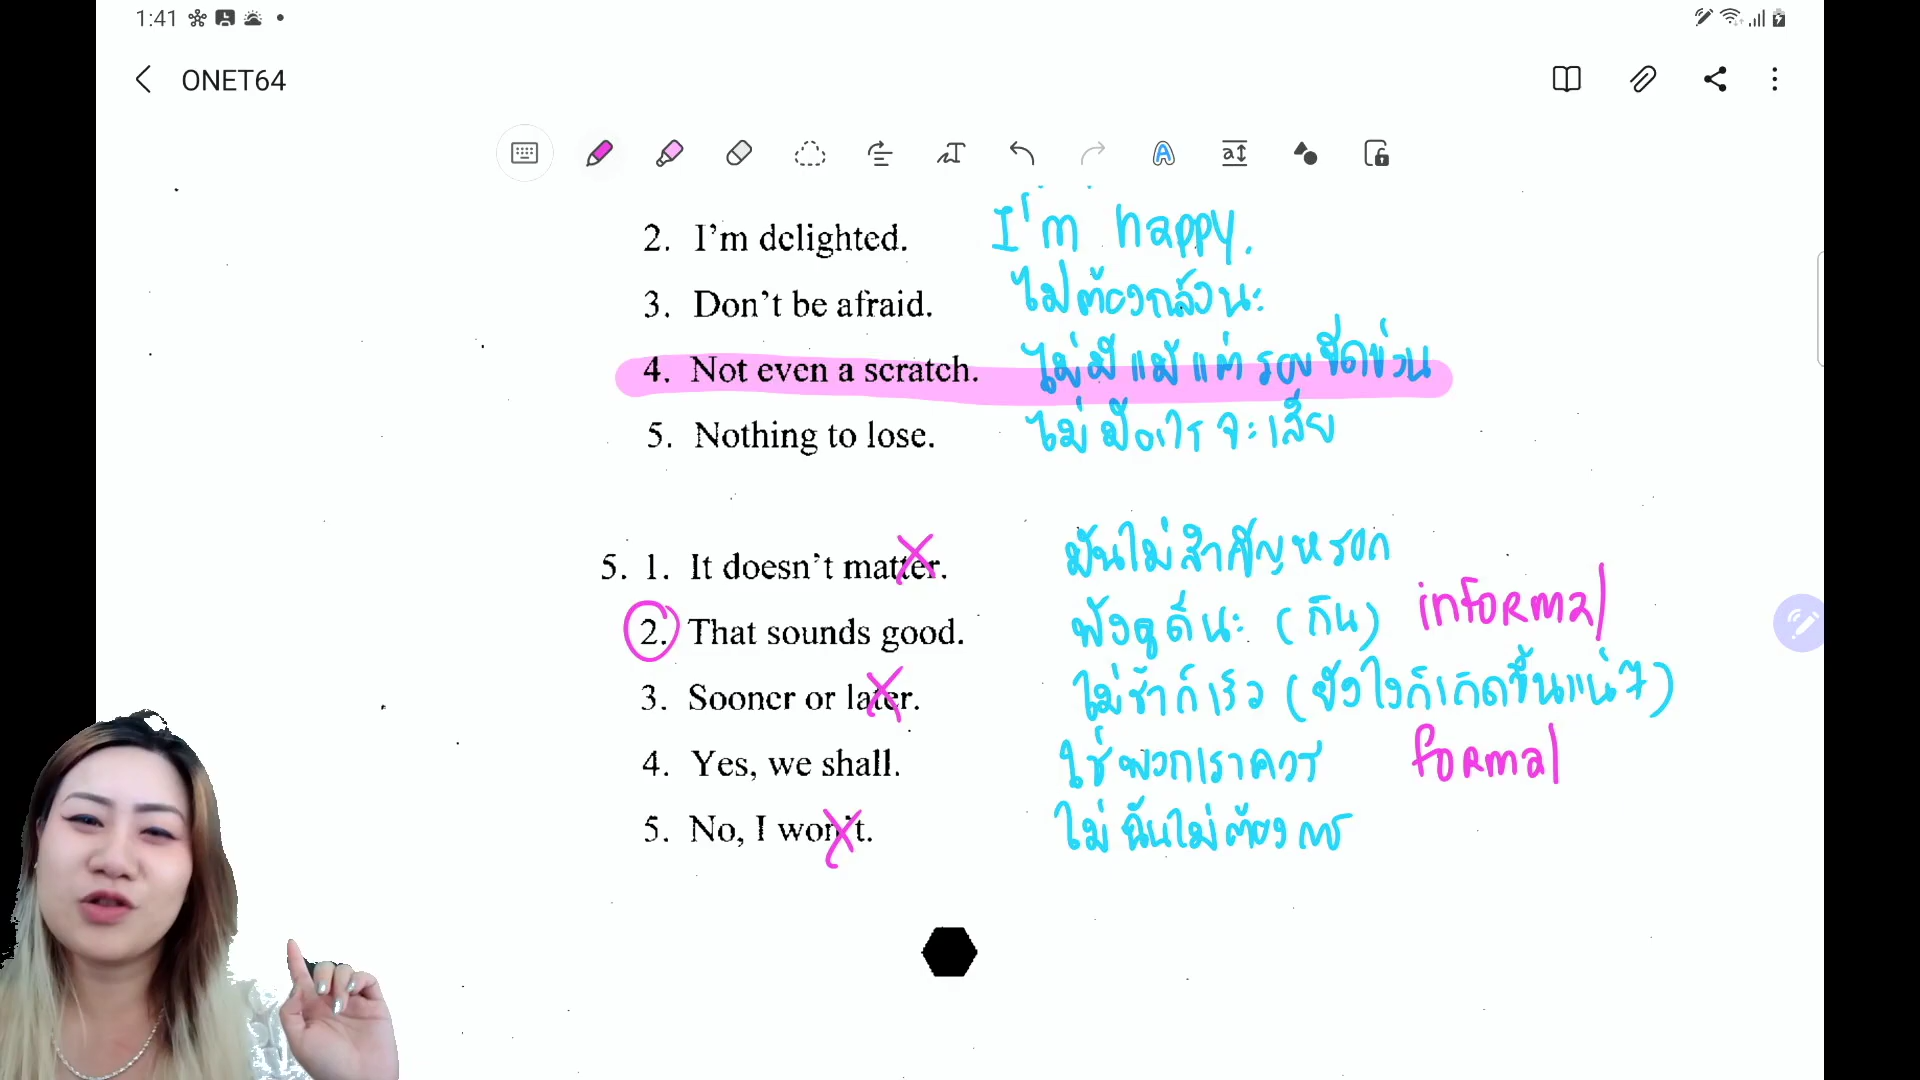 1:41
ONET64
2. I'm delighted. I'm happy.
3. Don't be afraid. ไม่ต้องกลัวนะ
4. Not even a scratch. ไม่มีแม้แต่รอยขีดข่วน
5. Nothing to lose. ไม่มีอะไรจะเสีย
5. 1. It doesn't matter. มันไม่สำคัญหรอก
2. That sounds good. ฟังดูดีนะ (กิน) informal
3. Sooner or later. ไม่ช้าก็เร็ว (ยังไงก็เกิดขึ้นแน่ๆ)
4. Yes, we shall. ใช่พวกเราควร formal
5. No, I won't. ไม่ ฉันไม่ต้องการ